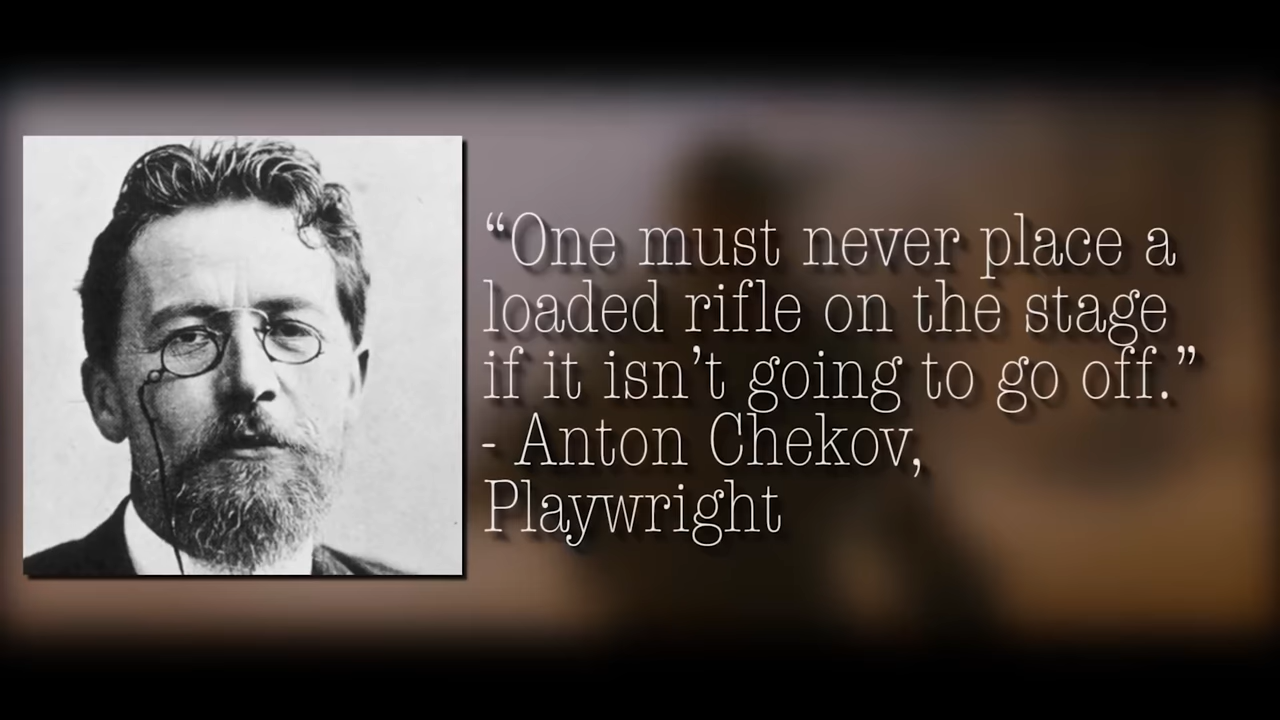 “One must never place a
loaded rifle on the stage
if it isn’t going to go off.”
- Anton Chekov,
Playwright